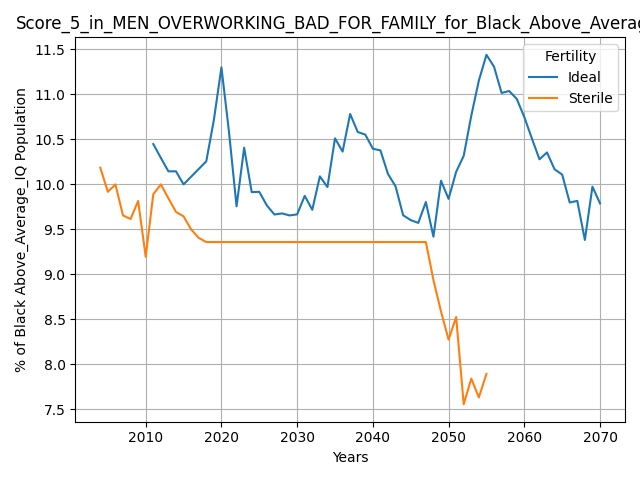 Score_5_in_MEN_OVERWORKING_BAD_FOR_FAMILY_for_Black_Above_Averag
Fertility
Ideal
Sterile
% of Black Above_Average_IQ Population
11.5
11.0
10.5
10.0
9.5
9.0
8.5
8.0
7.5
2010 2020 2030 2040 2050 2060 2070
Years